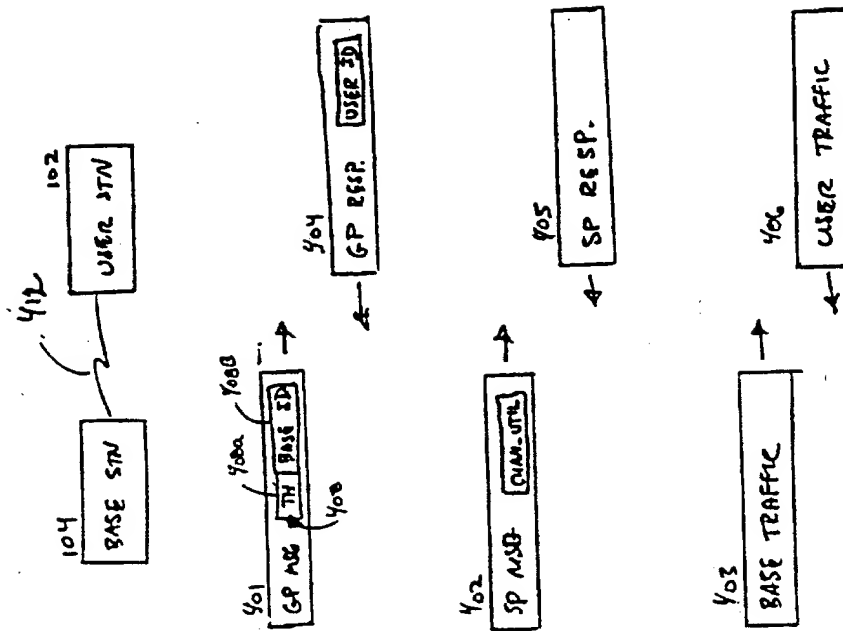 412
104
BASE STN
102
USER STN
401
GP MSG
TH
BASE ID
408a
408B
408
404
GP RESP.
USER ID
402
SP MSG
CHAN. UTIL
405
SP RESP.
403
BASE TRAFFIC
406
USER TRAFFIC